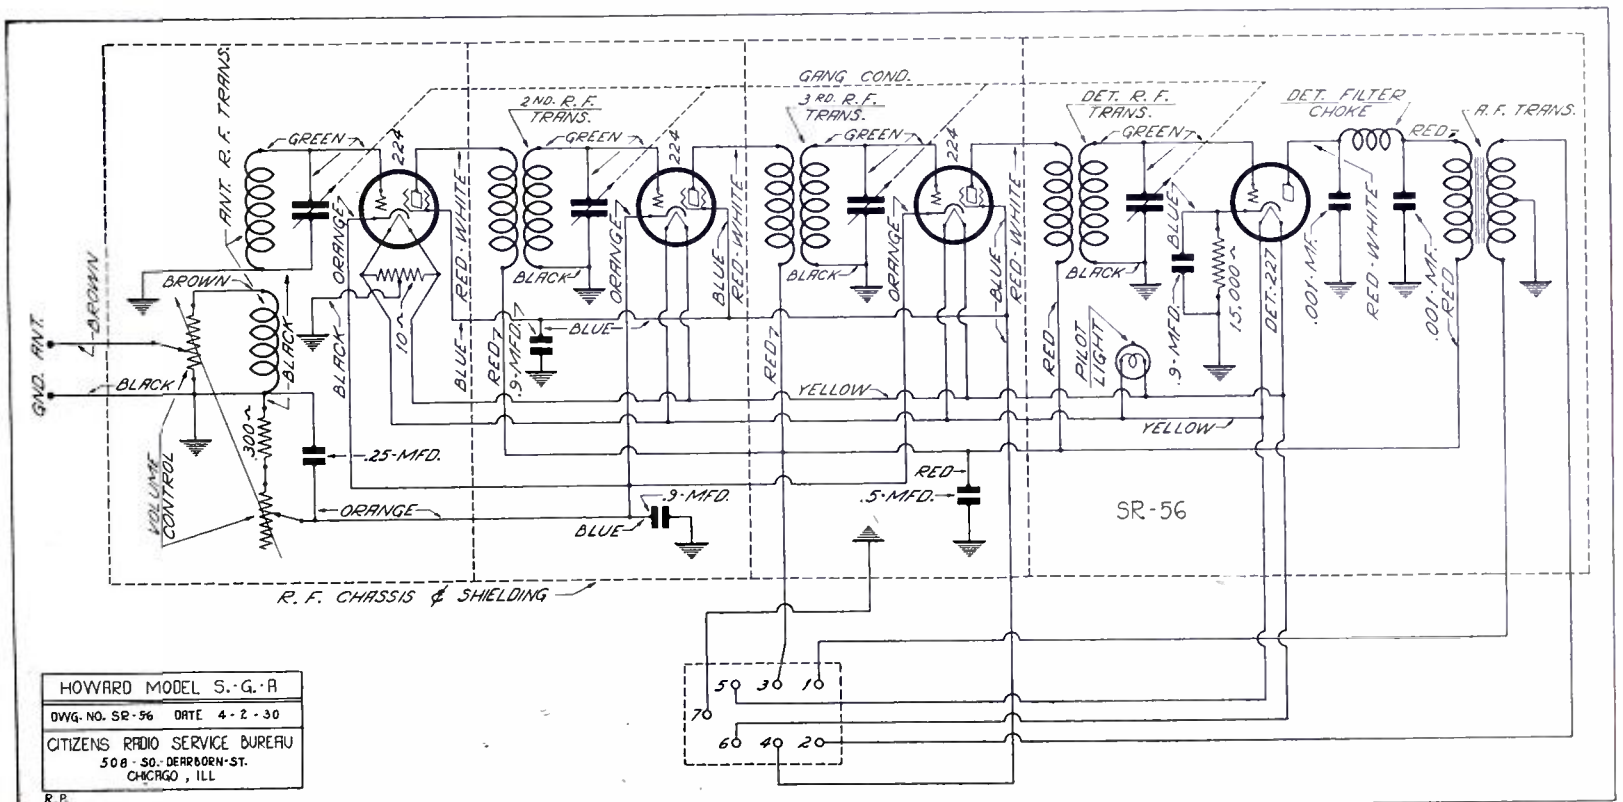 GANG COND.
ANT. R.F. TRANS.
GREEN
224
2ND. R.F.
TRANS.
GREEN
3 RD. R.F.
TRANS.
GREEN
224
DET. R.F.
TRANS.
GREEN
DET. FILTER
CHOKE
RED
A.F. TRANS.
ORANGE
RED-WHITE
ORANGE
BLUE
RED-WHITE
ORANGE
BLUE
RED-WHITE
BLUE
15.000~
DET.-227
.001-MF.
RED-WHITE
.001-MF.
RED
BROWN
BROWN
BLACK
BLACK
10~
BLUE
RED
BLACK
.9-MFD.
BLUE
BLACK
RED
BLACK
RED
BLACK
PILOT
LIGHT
.9-MFD.
GND. ANT.
BLACK
YELLOW
YELLOW
300~
.25-MFD.
VOLUME
CONTROL
ORANGE
.9-MFD.
BLUE
RED
.5-MFD.
SR-56
R.F. CHASSIS & SHIELDING
5 3 1
7
6 4 2
HOWARD MODEL S.-G.-A
DWG. NO. SR-56 DATE 4-2-30
CITIZENS RADIO SERVICE BUREAU
508-SO.-DEARBORN-ST.
CHICAGO, ILL
R.P.